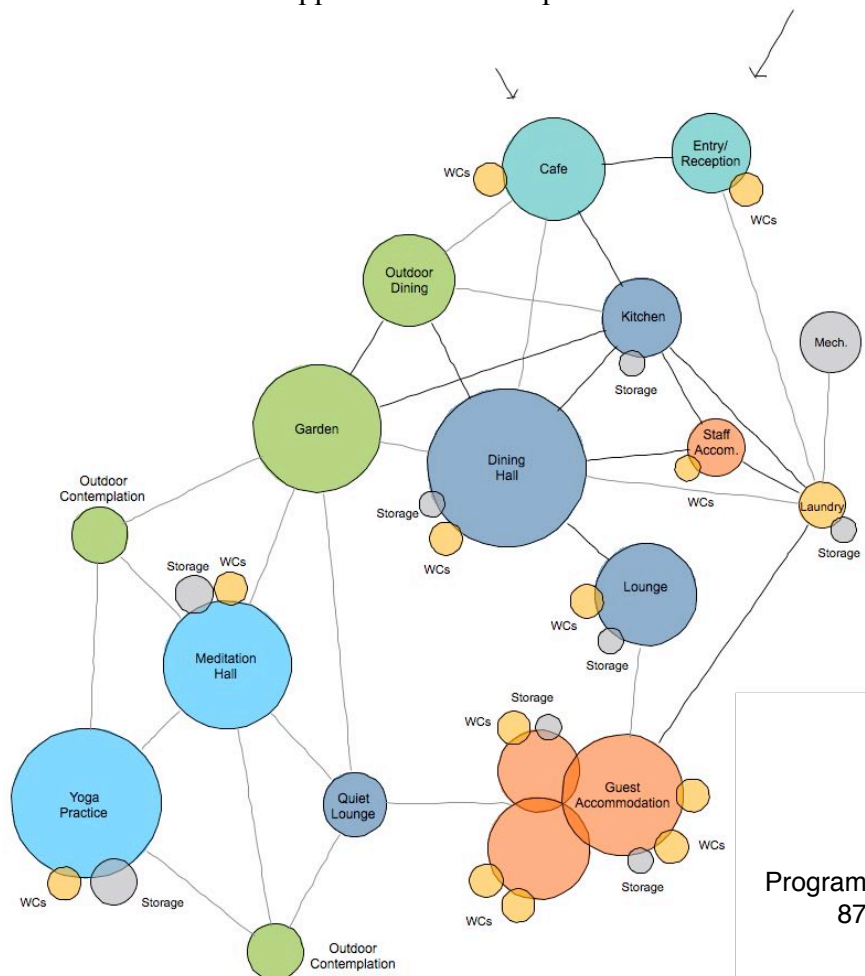 Entry/
Reception
Cafe
WCs
WCs
Outdoor
Dining
Kitchen
Mech.
Storage
Garden
Staff
Accom.
Dining
Hall
WCs
Outdoor
Contemplation
Storage
Laundry
Storage
WCs
Storage
WCs
Lounge
WCs
Storage
Meditation
Hall
Storage
WCs
Guest
Accommodation
Yoga
Practice
Quiet
Lounge
WCs
Storage
WCs
WCs
Storage
Program
87
Outdoor
Contemplation